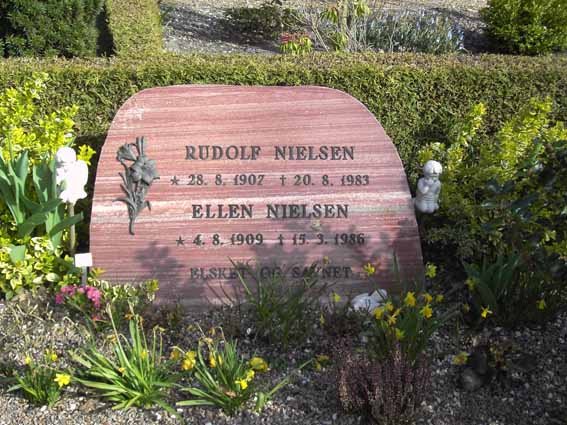 RUDOLF NIELSEN
* 28. 8. 1907 † 20. 8. 1983
ELLEN NIELSEN
* 4. 8. 1909 † 15. 3. 1986
ELSKET OG SAVNET